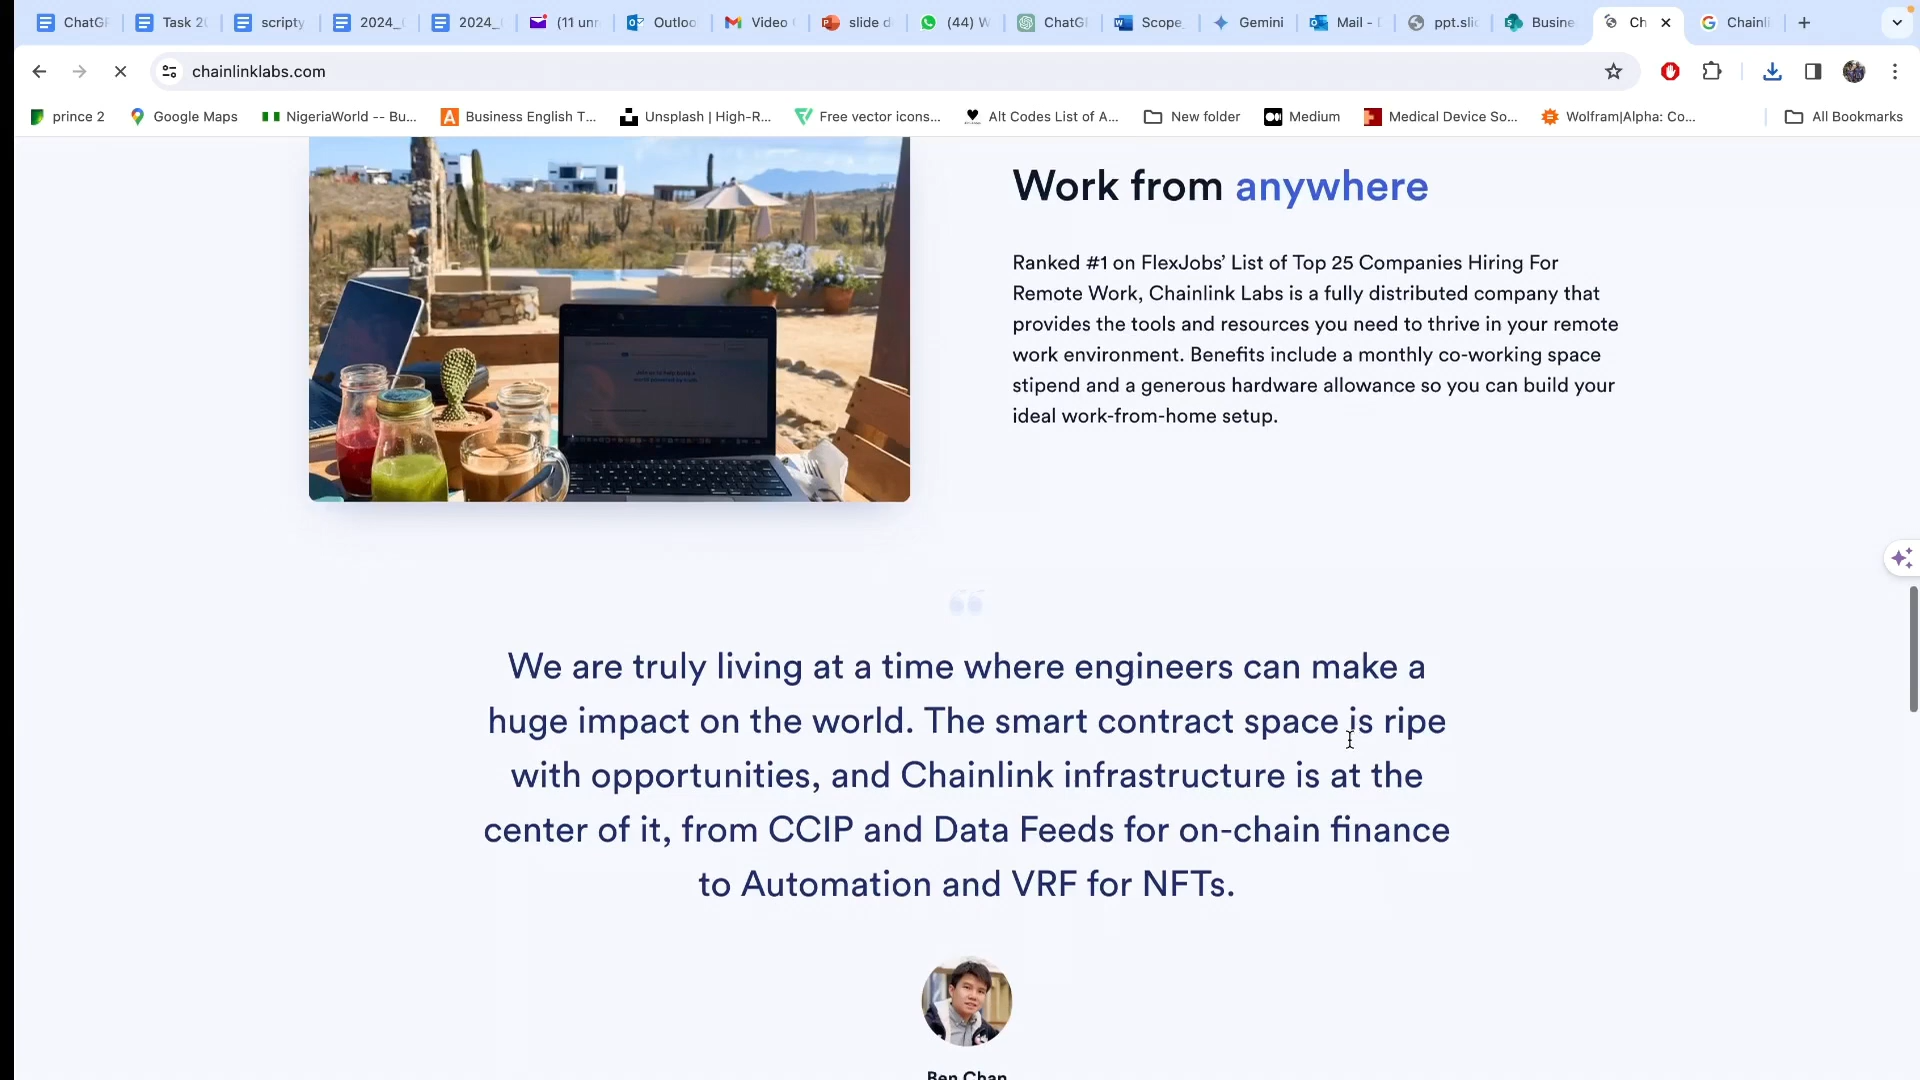 ChatGP
Task 20
scripty
2024_
2024_
(11 unr
Outloo
Video
slide d
(44) W
ChatGP
Scope_
Gemini
Mail -
ppt.slid
Busine
Ch
Chainli
chainlinklabs.com
prince 2
Google Maps
NigeriaWorld -- Bu...
Business English T...
Unsplash | High-R...
Free vector icons...
Alt Codes List of A...
New folder
Medium
Medical Device So...
Wolfram|Alpha: Co...
All Bookmarks
Work from anywhere
Ranked #1 on FlexJobs’ List of Top 25 Companies Hiring For
Remote Work, Chainlink Labs is a fully distributed company that
provides the tools and resources you need to thrive in your remote
work environment. Benefits include a monthly co-working space
stipend and a generous hardware allowance so you can build your
ideal work-from-home setup.
“
We are truly living at a time where engineers can make a
huge impact on the world. The smart contract space is ripe
with opportunities, and Chainlink infrastructure is at the
center of it, from CCIP and Data Feeds for on-chain finance
to Automation and VRF for NFTs.
Ben Chan